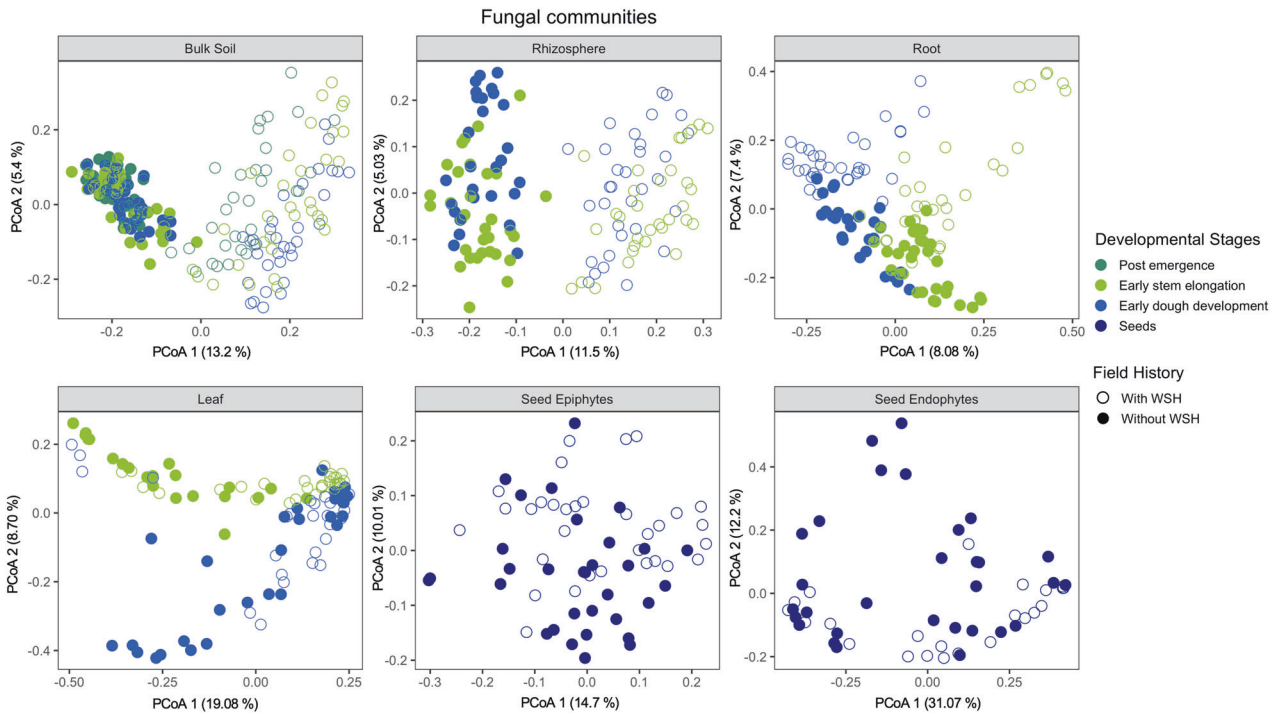 Fungal communities
Bulk Soil
Rhizosphere
Root
PCoA 2 (5.4 %)
0.2
0.0
-0.2
-0.2
0.0
0.2
PCoA 1 (13.2 %)
PCoA 2 (5.03 %)
0.2
0.1
0.0
-0.1
-0.2
-0.3
-0.2
-0.1
0.0
0.1
0.2
0.3
PCoA 1 (11.5 %)
PCoA 2 (7.4 %)
0.4
0.2
0.0
-0.2
-0.25
0.00
0.25
0.50
PCoA 1 (8.08 %)
Developmental Stages
Post emergence
Early stem elongation
Early dough development
Seeds
Field History
With WSH
Without WSH
Leaf
Seed Epiphytes
Seed Endophytes
PCoA 2 (8.70 %)
0.2
0.0
-0.2
-0.4
-0.50
-0.25
0.00
0.25
PCoA 1 (19.08 %)
PCoA 2 (10.01 %)
0.2
0.1
0.0
-0.1
-0.2
-0.3
-0.2
-0.1
0.0
0.1
0.2
PCoA 1 (14.7 %)
PCoA 2 (12.2 %)
0.4
0.2
0.0
-0.2
-0.25
0.00
0.25
PCoA 1 (31.07 %)